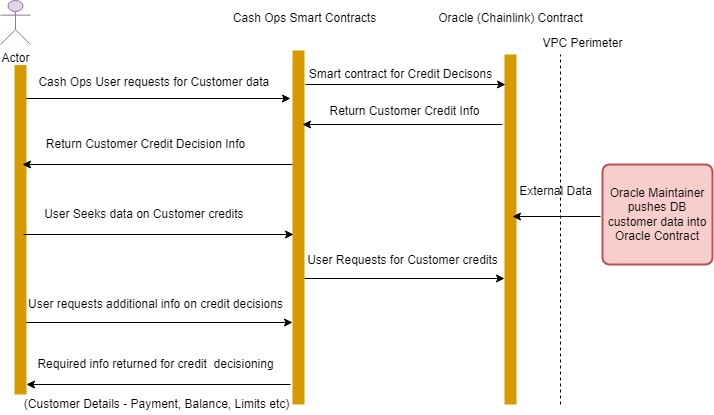 Cash Ops Smart Contracts
Oracle (Chainlink) Contract
VPC Perimeter
Actor
Smart contract for Credit Decisons
Cash Ops User requests for Customer data
Return Customer Credit Info
Return Customer Credit Decision Info
External Data
Oracle Maintainer
pushes DB
customer data into
Oracle Contract
User Seeks data on Customer credits
User Requests for Customer credits
User requests additional info on credit decisions
Required info returned for credit decisioning
(Customer Details - Payment, Balance, Limits etc)